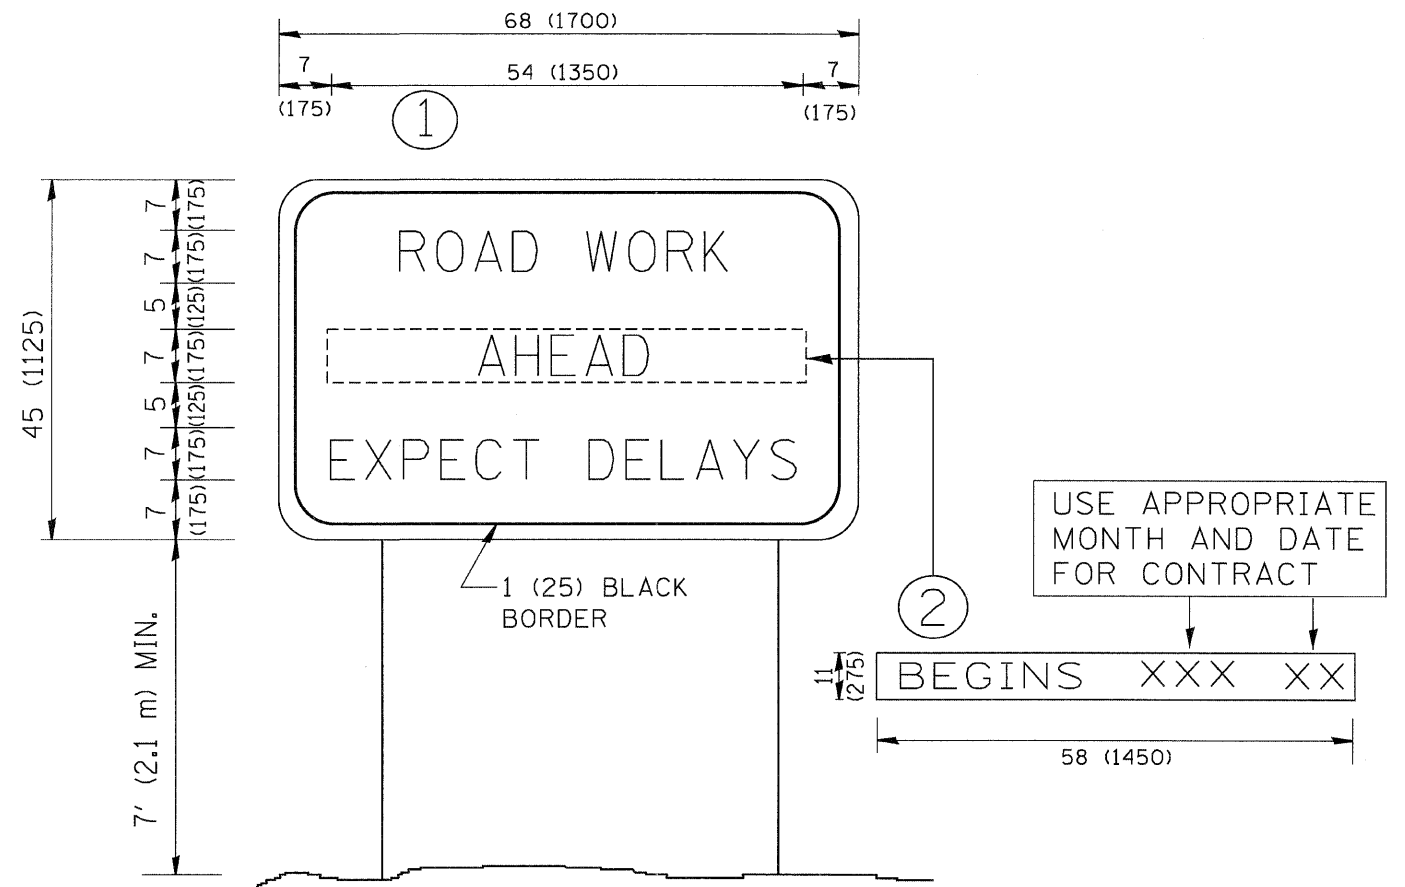 68 (1700)
7
54 (1350)
7
(175)
(175)
1
45 (1125)
7
(175)
7
(175)
5
(125)
7
(175)
5
(125)
7
(175)
7
(175)
ROAD WORK
AHEAD
EXPECT DELAYS
1 (25) BLACK
BORDER
7' (2.1 m) MIN.
USE APPROPRIATE
MONTH AND DATE
FOR CONTRACT
2
11
(275)
BEGINS XXX XX
58 (1450)